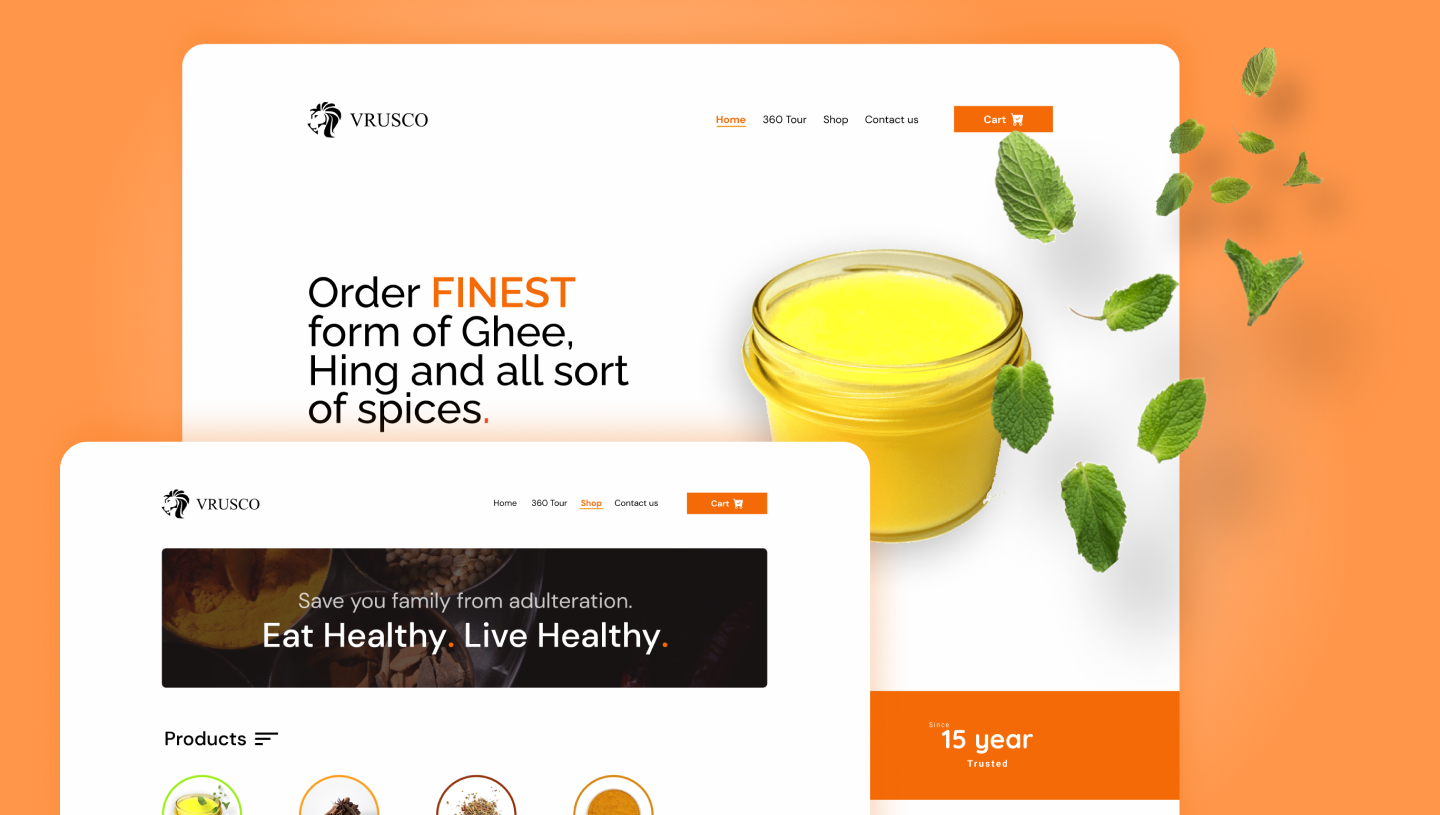 VRUSCO
Home 360 Tour Shop Contact us Cart
Order FINEST
form of Ghee,
Hing and all sort
of spices.
VRUSCO
Home 360 Tour Shop Contact us Cart
Save you family from adulteration.
Eat Healthy. Live Healthy.
Products
Since
15 year
Trusted